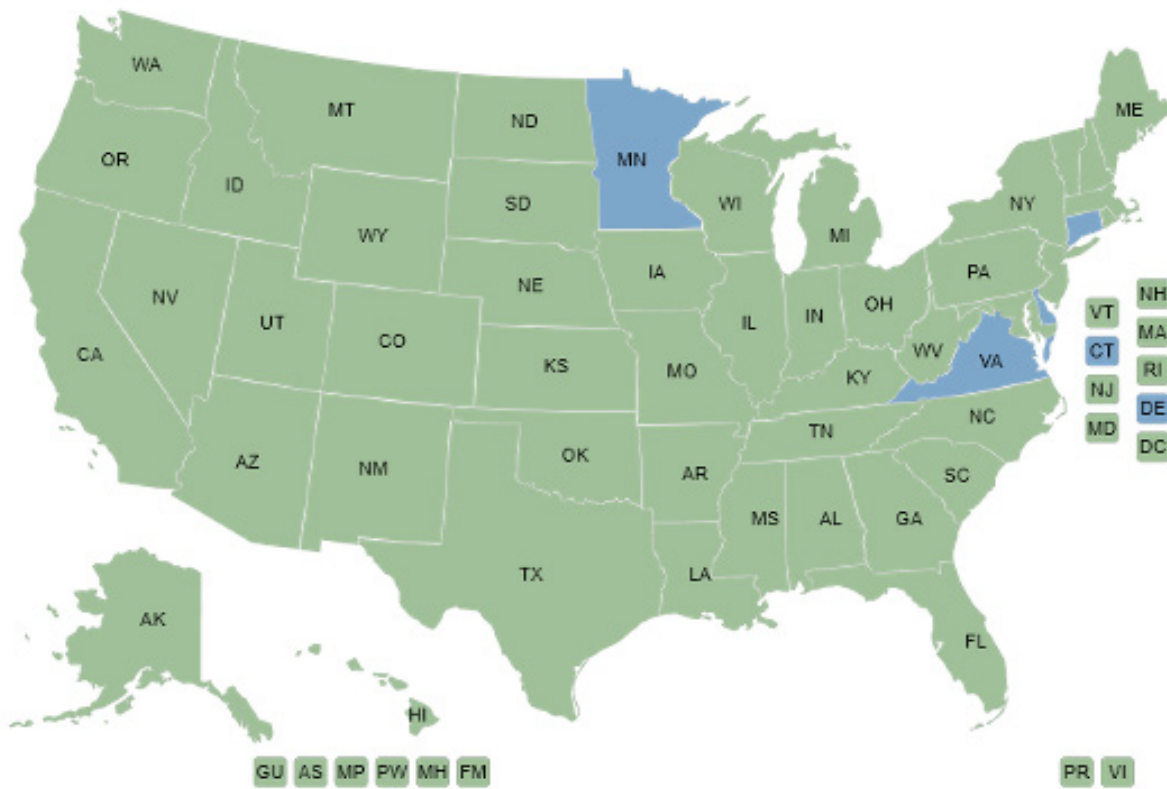 WA
MT
ND
MN
ME
OR
ID
SD
WI
NY
WY
MI
IA
PA
NE
NV
UT
CO
IL
IN
OH
NH
VT
CA
KS
MO
WV
VA
MA
CT
KY
RI
NJ
NC
DE
TN
MD
AZ
NM
OK
AR
SC
DC
MS
AL
GA
TX
LA
AK
FL
HI
GU AS MP PW MH FM
PR VI